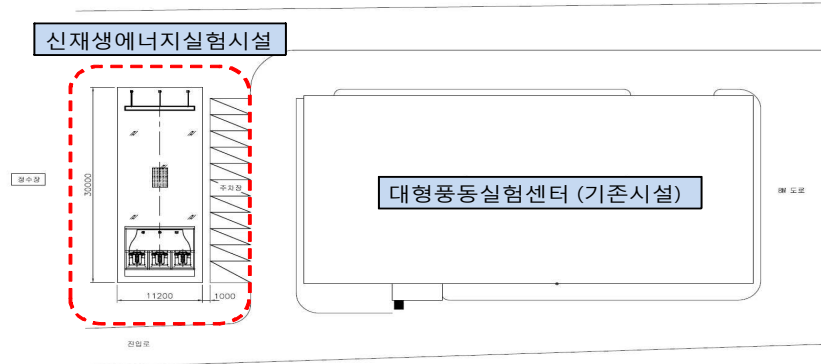 신재생에너지실험시설
30000
정수장
주차장
대형풍동실험센터 (기존시설)
8M 도로
11200
1000
진입로